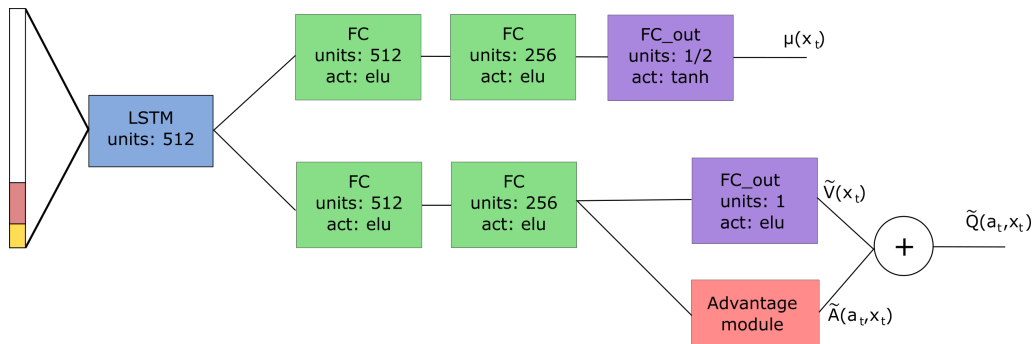 LSTM
units: 512
FC
units: 512
act: elu
FC
units: 256
act: elu
FC_out
units: 1/2
act: tanh
μ(xₜ)
FC
units: 512
act: elu
FC
units: 256
act: elu
FC_out
units: 1
act: elu
Ṽ(xₜ)
Advantage
module
Ã(aₜ,xₜ)
+
Q̃(aₜ,xₜ)